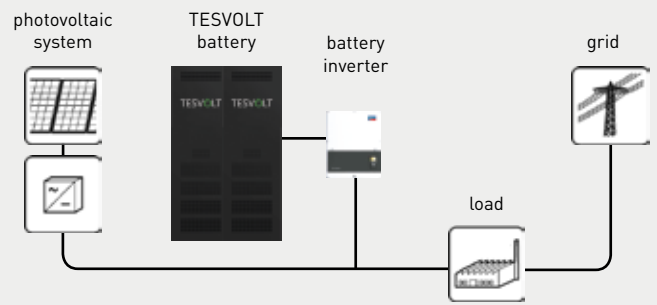 photovoltaic
system
TESVOLT
battery
battery
inverter
grid
TESVOLT TESVOLT
load